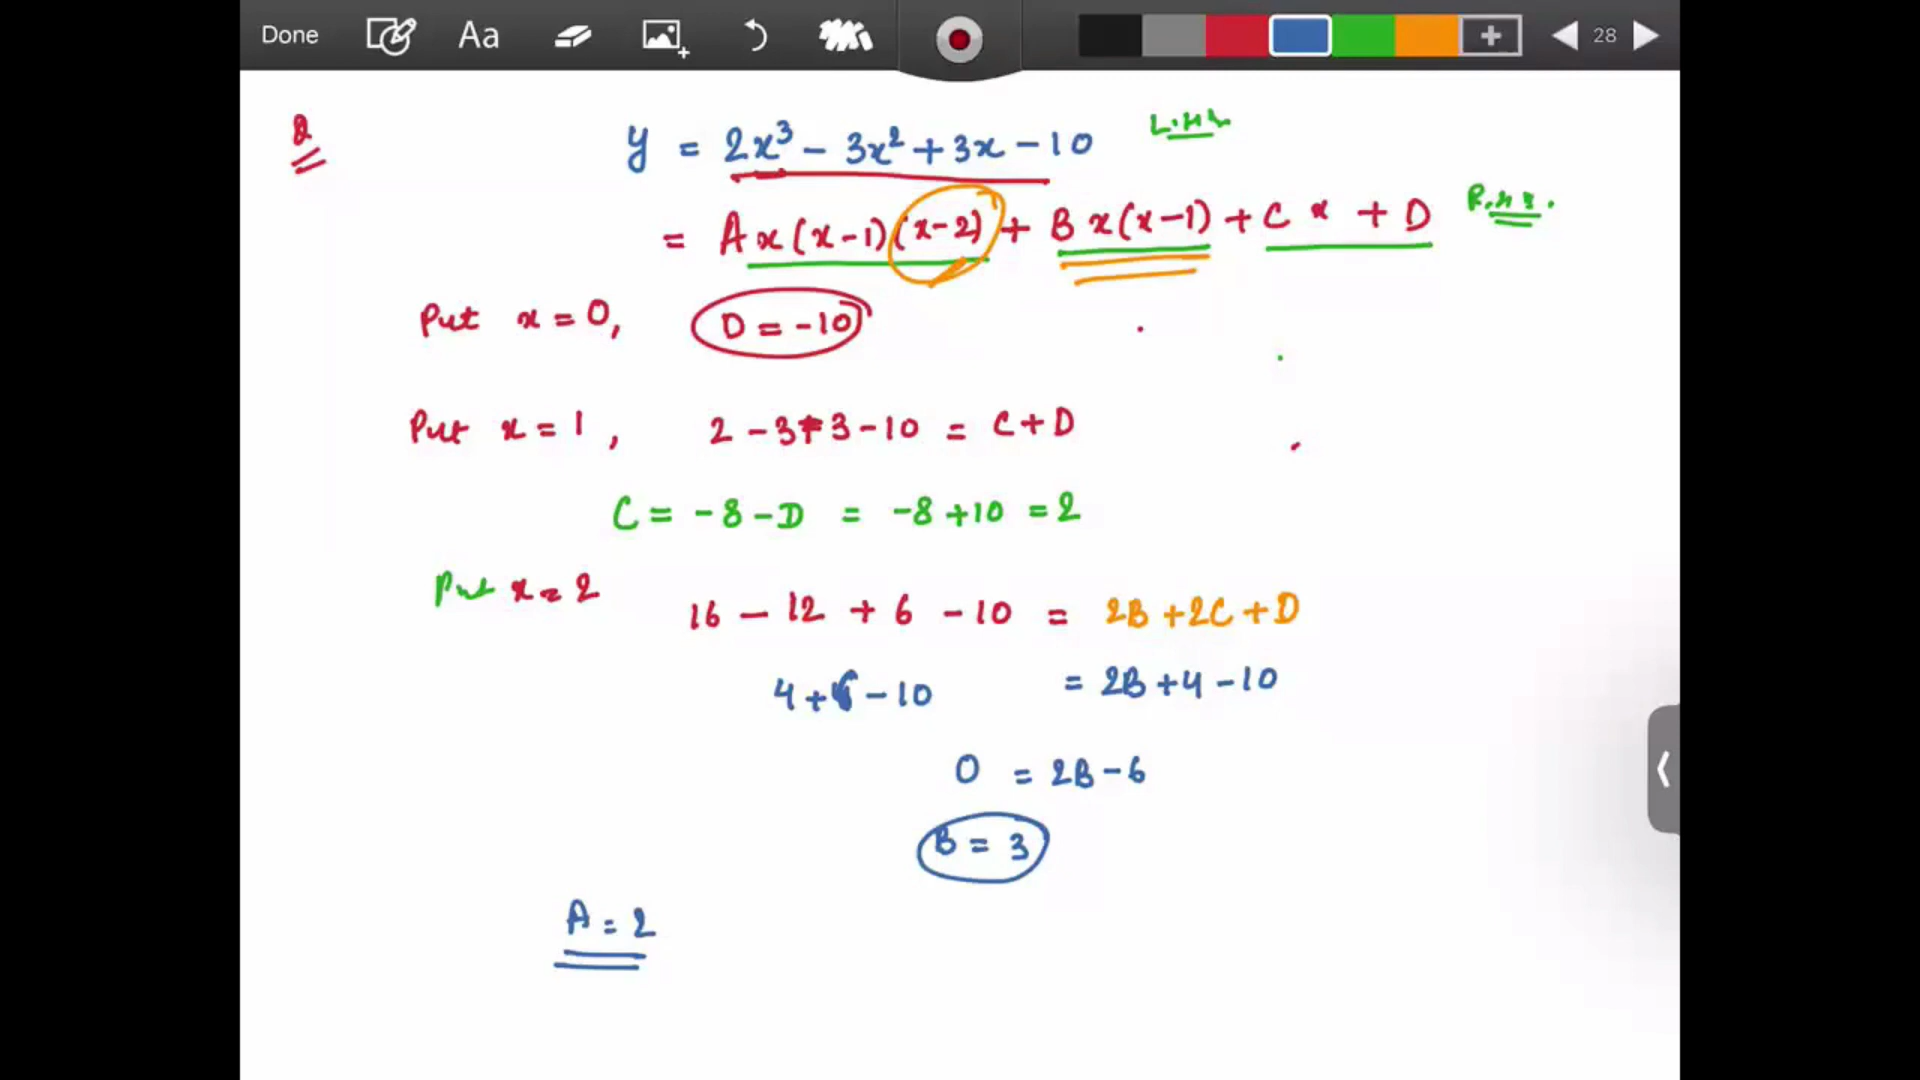 Done Aa 28
Q
y = 2x³ - 3x² + 3x - 10 L.H.S
= Ax(x-1)(x-2) + Bx(x-1) + Cx + D R.H.S.
Put x = 0, D = -10
Put x = 1, 2 - 3 + 3 - 10 = C + D
C = -8 - D = -8 + 10 = 2
Put x = 2
16 - 12 + 6 - 10 = 2B + 2C + D
4 + 6 - 10 = 2B + 4 - 10
0 = 2B - 6
B = 3
A = 2